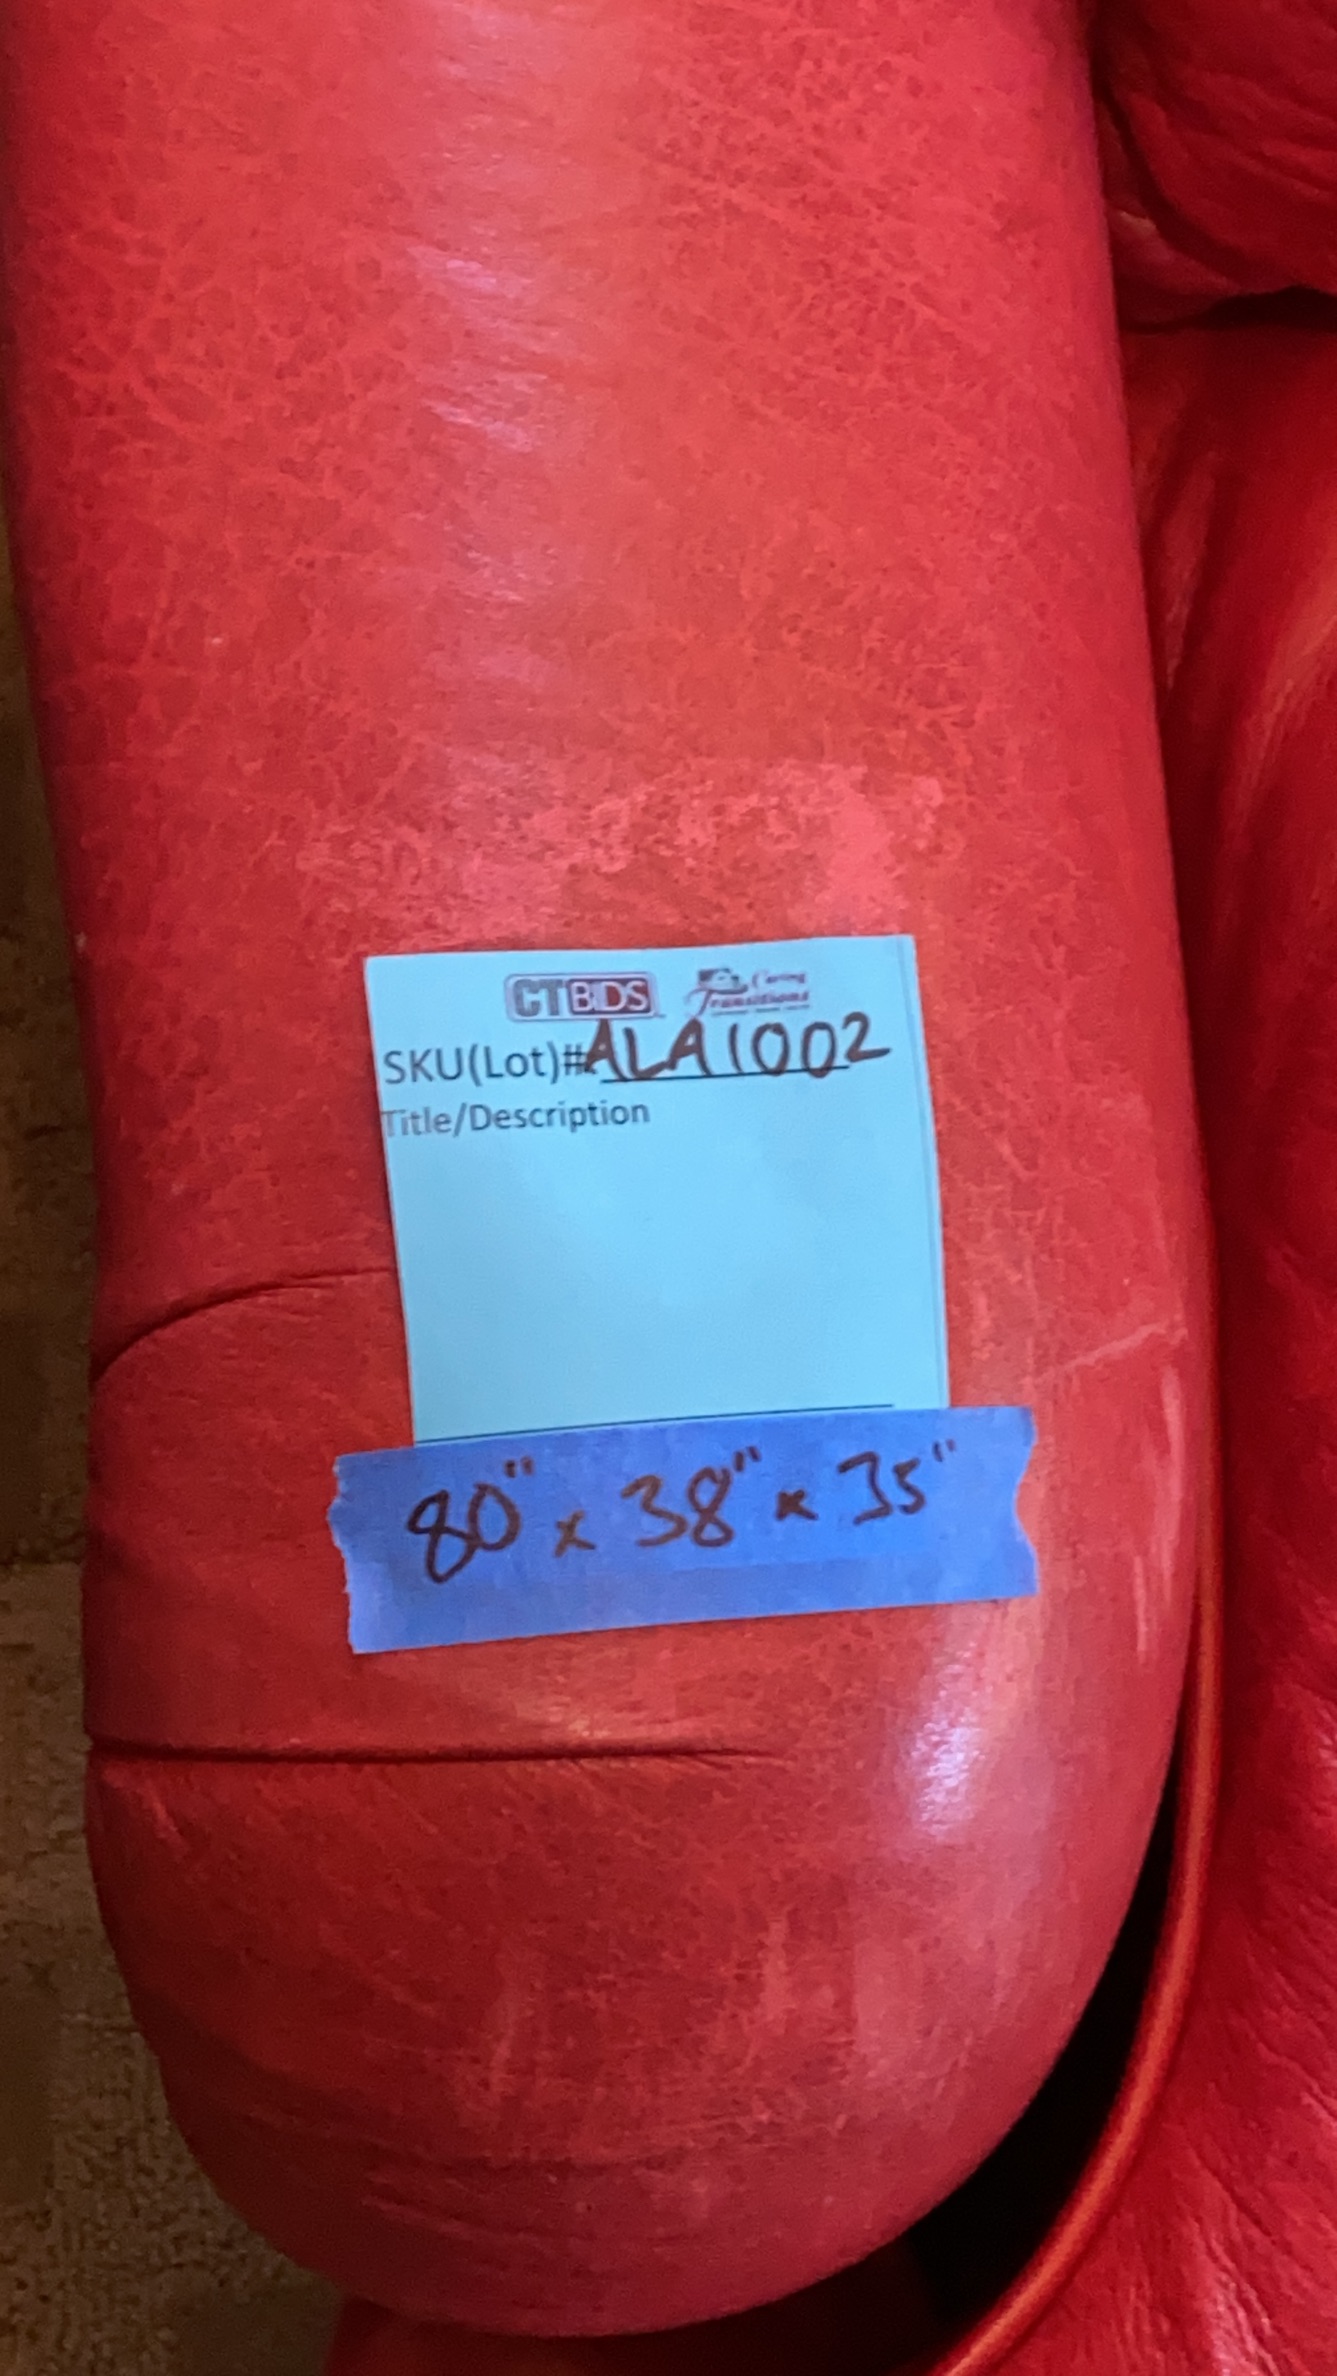 CTBIDS
Caring
Transitions
SKU(Lot)#ALA1002
Title/Description
80" x 38" x 35"